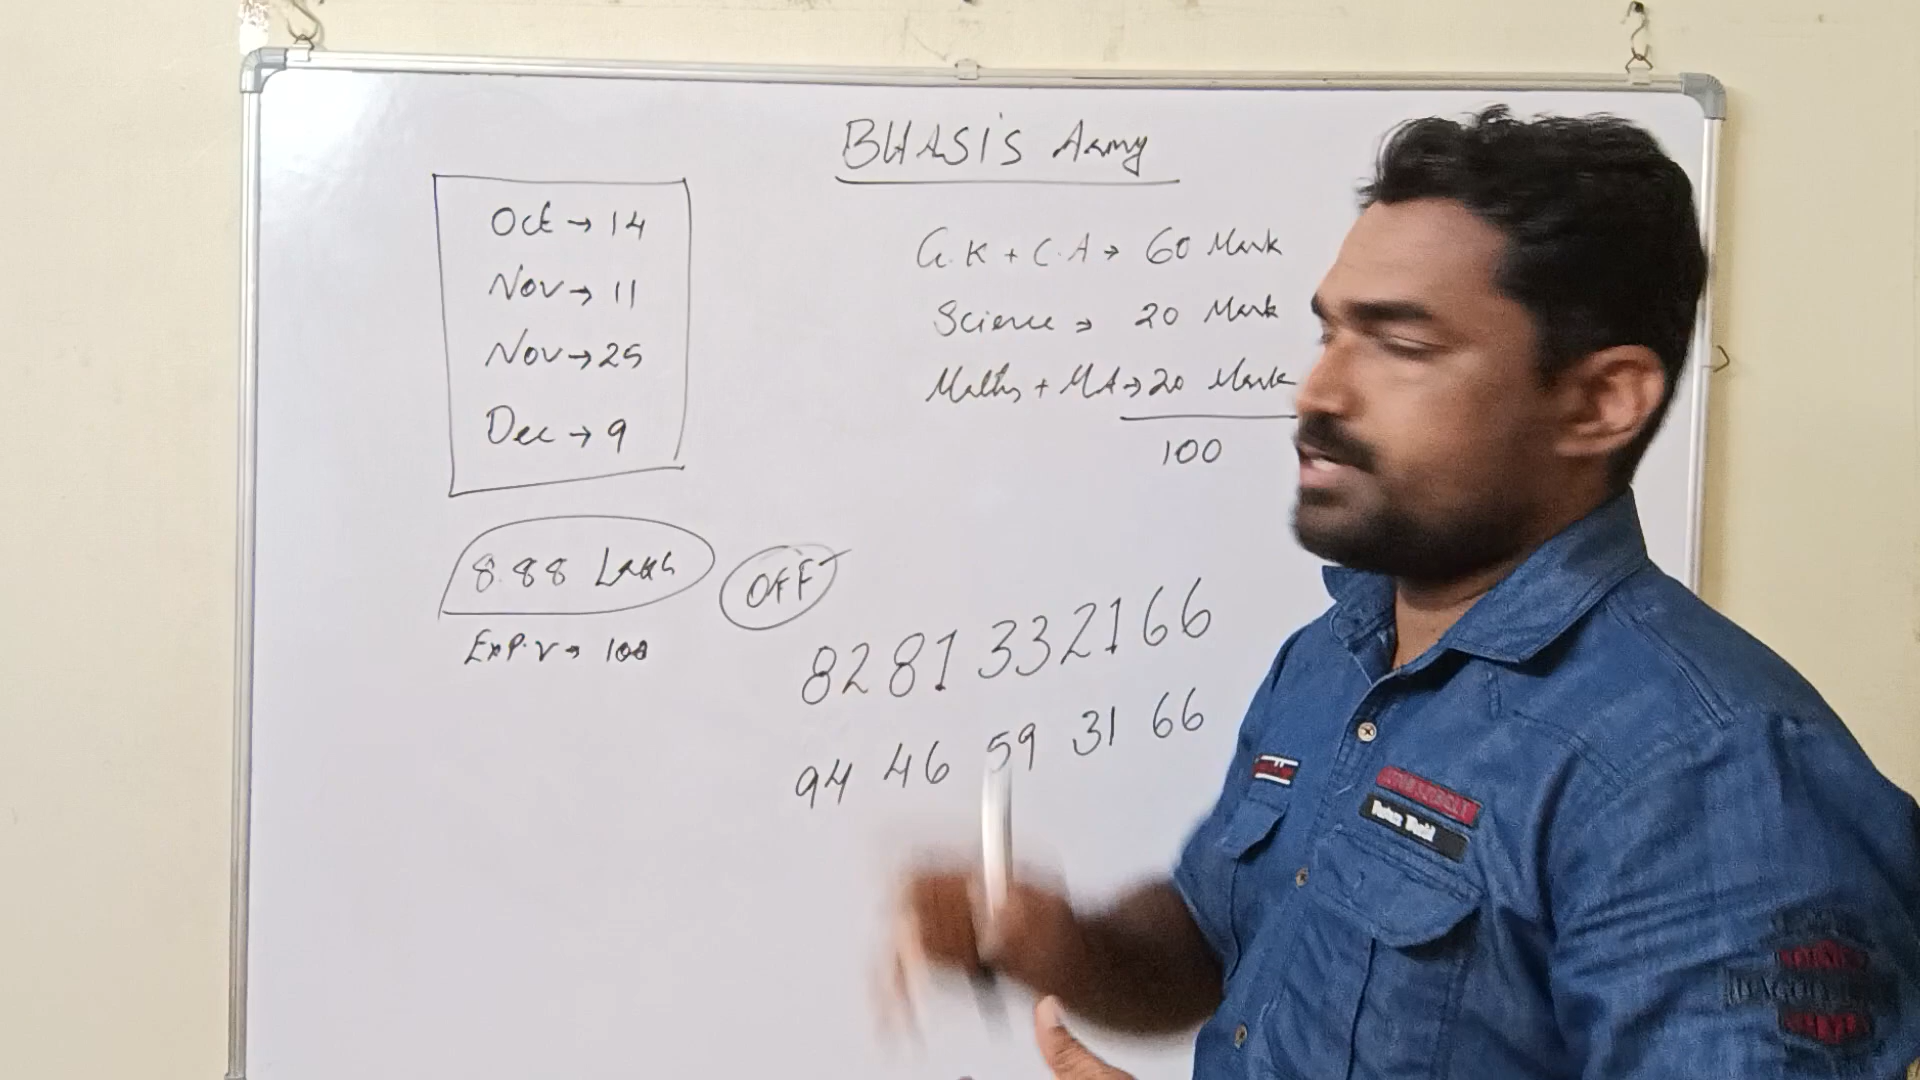 BHASI'S Army
Oct → 14
Nov → 11
Nov → 25
Dec → 9
G.K + C.A → 60 Mark
Science → 20 Mark
Maths + MA → 20 Mark
100
8.88 Lakh
OFF
Exp.v → 100
8281332166
94 46 59 31 66